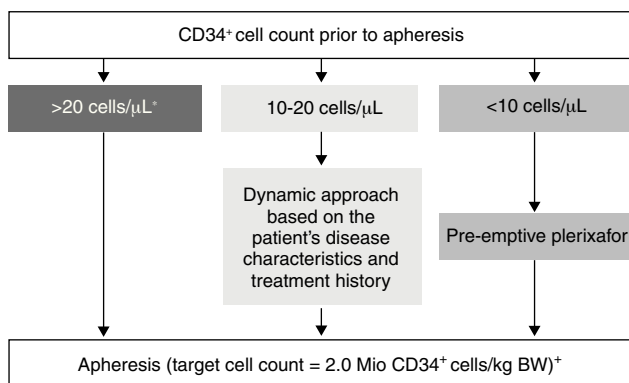 CD34⁺ cell count prior to apheresis
>20 cells/μL*
10-20 cells/μL
<10 cells/μL
Dynamic approach
based on the
patient's disease
characteristics and
treatment history
Pre-emptive plerixafor
Apheresis (target cell count = 2.0 Mio CD34⁺ cells/kg BW)⁺